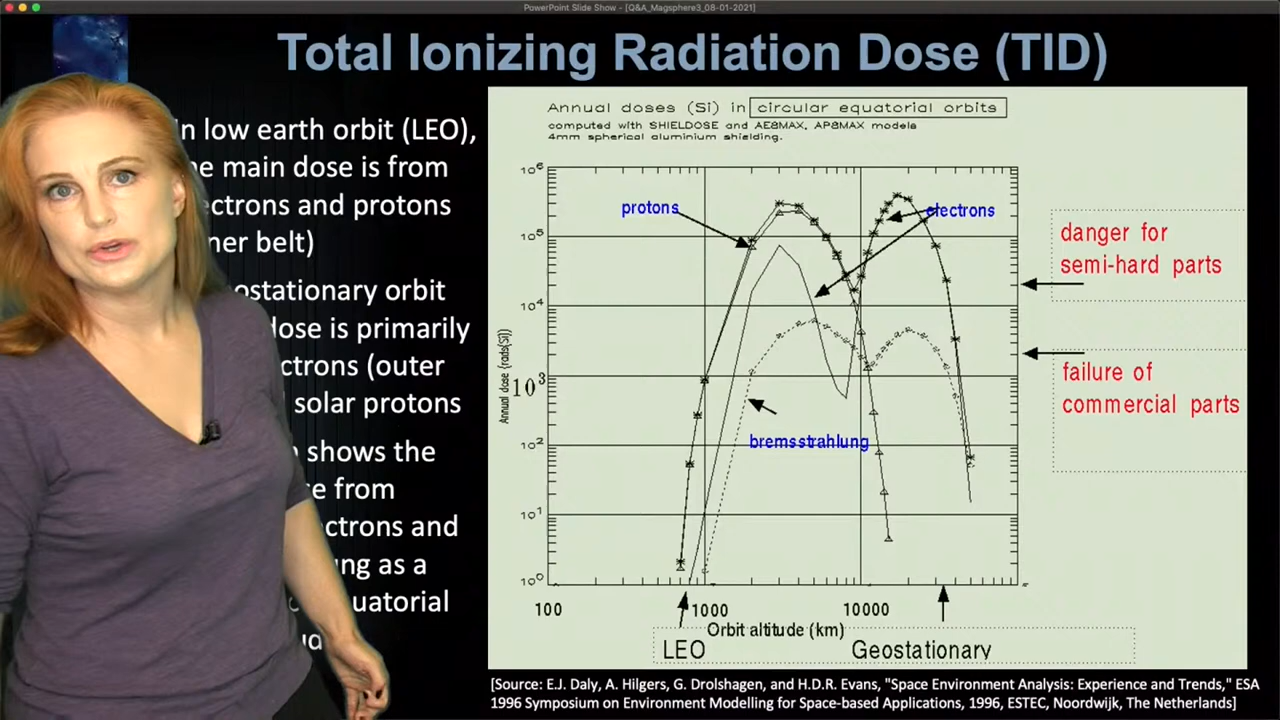 PowerPoint Slide Show - [Q&A_Magsphere3_08-01-2021]
Total Ionizing Radiation Dose (TID)
n low earth orbit (LEO),
e main dose is from
ectrons and protons
ner belt)
ostationary orbit
dose is primarily
ctrons (outer
solar protons
shows the
se from
ctrons and
ng as a
uatorial
Annual doses (Si) in circular equatorial orbits
computed with SHIELDOSE and AE8MAX, AP8MAX models
4mm spherical aluminium shielding.
10⁶
10⁵
10⁴
10³
10²
10¹
10⁰
Annual dose (rads(Si))
protons
electrons
bremsstrahlung
danger for
semi-hard parts
failure of
commercial parts
100 1000 10000
Orbit altitude (km)
LEO Geostationary
[Source: E.J. Daly, A. Hilgers, G. Drolshagen, and H.D.R. Evans, "Space Environment Analysis: Experience and Trends," ESA
1996 Symposium on Environment Modelling for Space-based Applications, 1996, ESTEC, Noordwijk, The Netherlands]